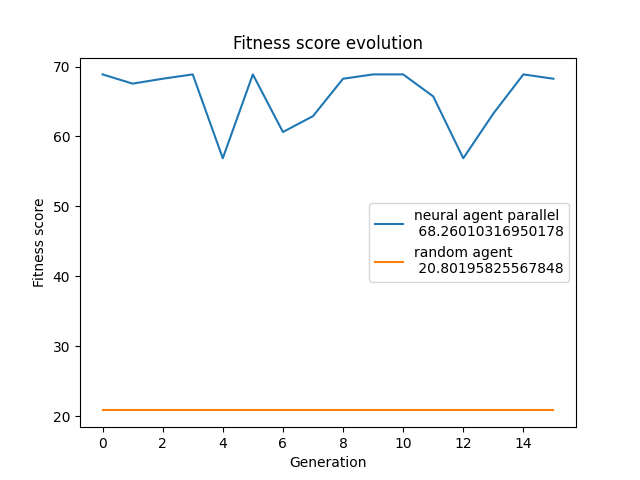 Fitness score evolution
70
60
50
40
30
20
Fitness score
neural agent parallel
68.26010316950178
random agent
20.80195825567848
0 2 4 6 8 10 12 14
Generation